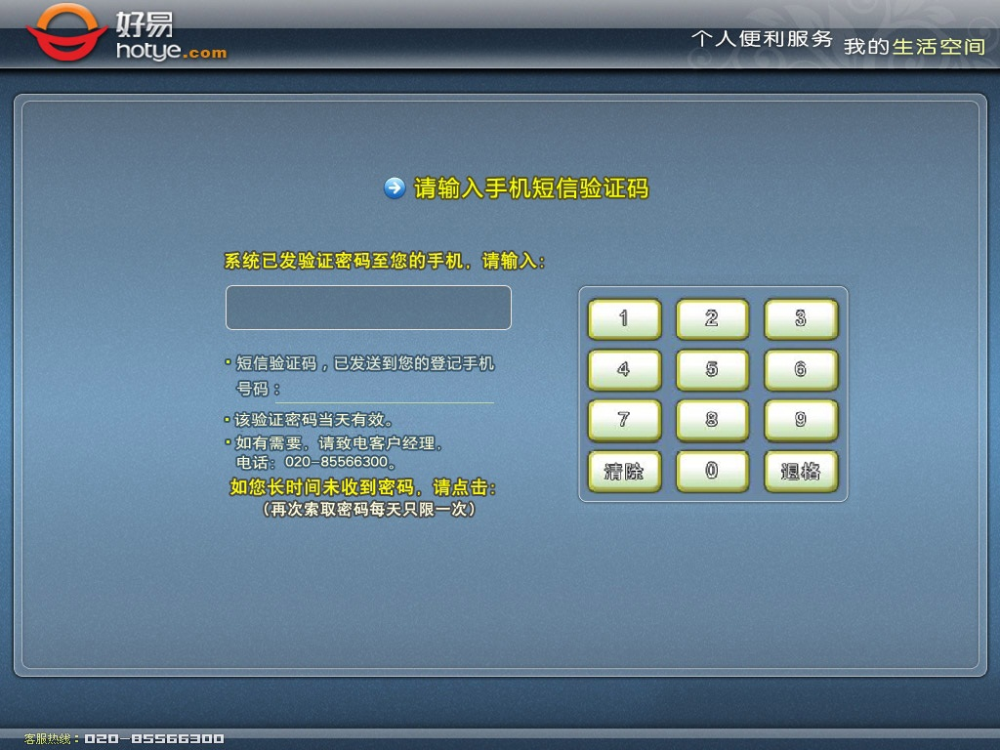 好易
hotye.com
个人便利服务 我的生活空间
请输入手机短信验证码
系统已发验证密码至您的手机，请输入：
· 短信验证码，已发送到您的登记手机
号码：
· 该验证密码当天有效。
· 如有需要，请致电客户经理，
电话：020-85566300。
如您长时间未收到密码，请点击：
（再次索取密码每天只限一次）
1 2 3
4 5 6
7 8 9
清除 0 退格
客服热线：020-85566300